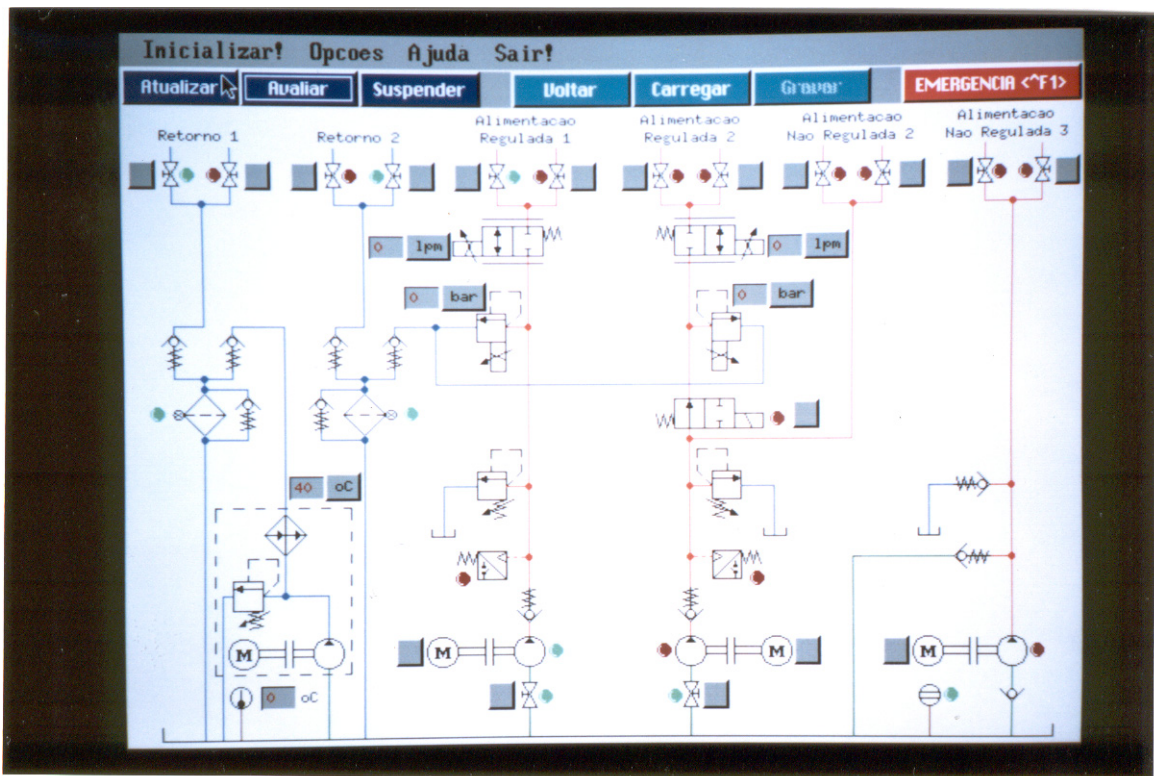 Inicializar! Opcoes Ajuda Sair!
Atualizar Avaliar Suspender Voltar Carregar Gravar EMERGENCIA <^F1>
Retorno 1
Retorno 2
Alimentacao
Regulada 1
Alimentacao
Regulada 2
Alimentacao
Nao Regulada 2
Alimentacao
Nao Regulada 3
0 lpm
0 lpm
0 bar
0 bar
40 oC
M
M
M
M
0 oC